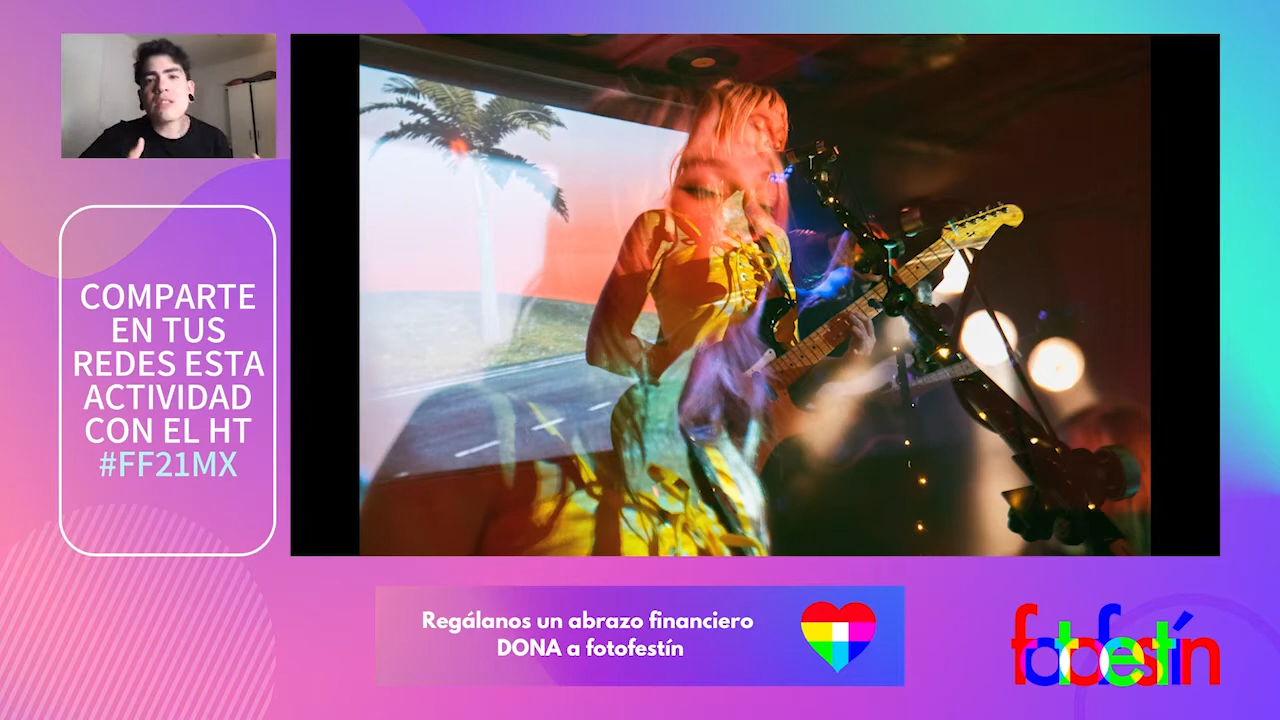 COMPARTE
EN TUS
REDES ESTA
ACTIVIDAD
CON EL HT
#FF21MX
Regálanos un abrazo financiero
DONA a fotofestín
fotofestín